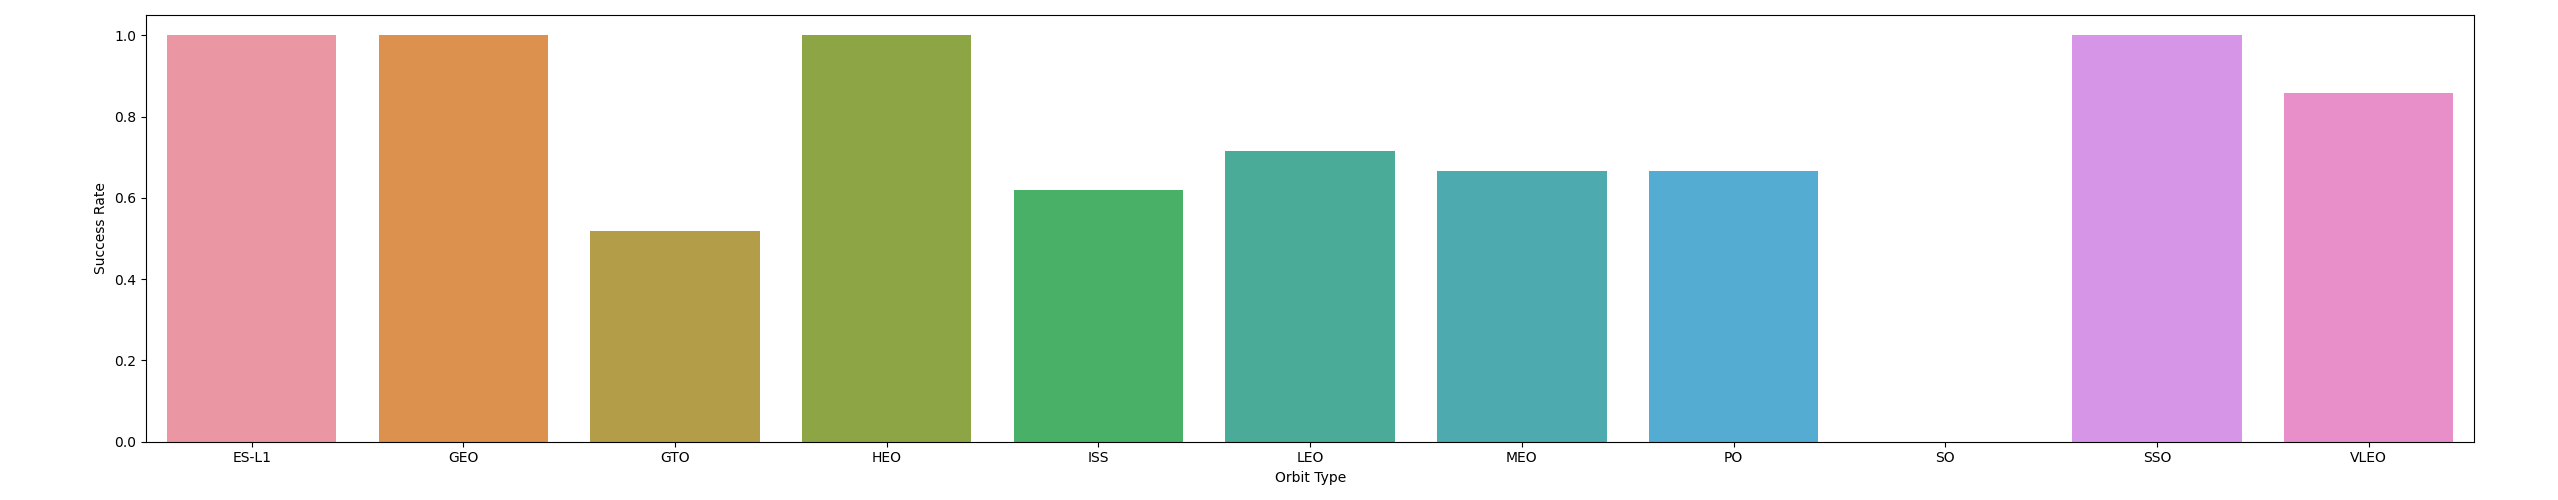 1.0
0.8
0.6
0.4
0.2
0.0
Success Rate
ES-L1 GEO GTO HEO ISS LEO MEO PO SO SSO VLEO
Orbit Type